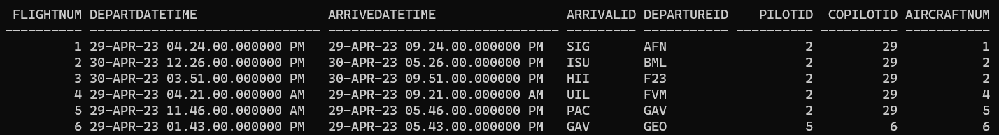 FLIGHTNUM DEPARTDATETIME ARRIVEDATETIME ARRIVALID DEPARTUREID PILOTID COPILOTID AIRCRAFTNUM
---------- ------------------------------ ------------------------------ --------- ----------- ---------- ---------- -----------
1 29-APR-23 04.24.00.000000 PM 29-APR-23 09.24.00.000000 PM SIG AFN 2 29 1
2 30-APR-23 12.26.00.000000 PM 30-APR-23 05.26.00.000000 PM ISU BML 2 29 2
3 30-APR-23 03.51.00.000000 PM 30-APR-23 09.51.00.000000 PM HII F23 2 29 2
4 29-APR-23 04.21.00.000000 AM 29-APR-23 09.21.00.000000 AM UIL FVM 2 29 4
5 29-APR-23 11.46.00.000000 AM 29-APR-23 05.46.00.000000 PM PAC GAV 2 29 5
6 29-APR-23 01.43.00.000000 PM 29-APR-23 05.43.00.000000 PM GAV GEO 5 6 6